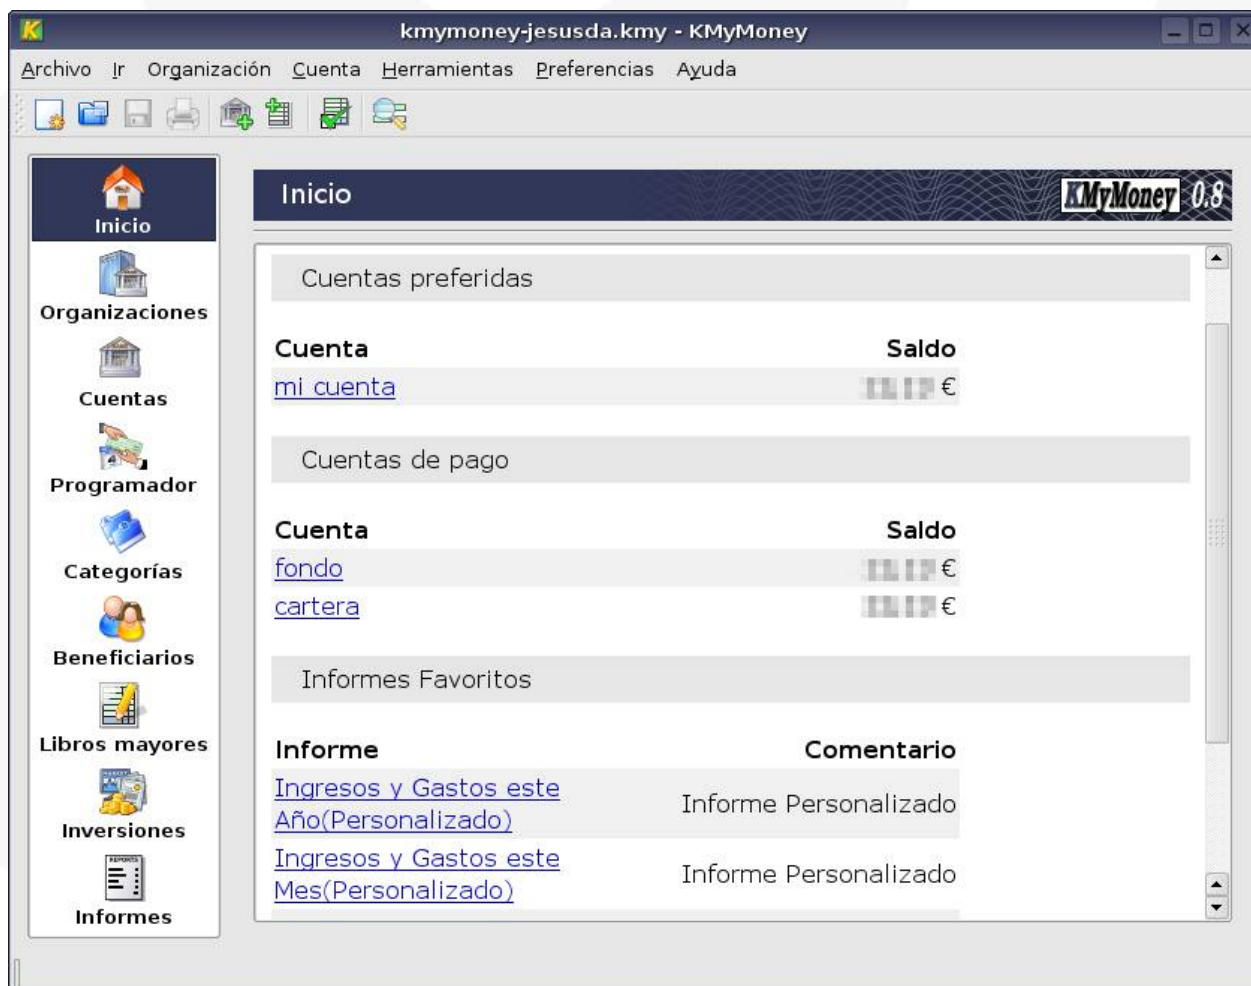 kmymoney-jesusda.kmy - KMyMoney
Archivo Ir Organización Cuenta Herramientas Preferencias Ayuda
Inicio
Organizaciones
Cuentas
Programador
Categorías
Beneficiarios
Libros mayores
Inversiones
Informes
Inicio
KMyMoney 0.8
Cuentas preferidas
Cuenta Saldo
mi cuenta €
Cuentas de pago
Cuenta Saldo
fondo €
cartera €
Informes Favoritos
Informe Comentario
Ingresos y Gastos este
Año(Personalizado) Informe Personalizado
Ingresos y Gastos este
Mes(Personalizado) Informe Personalizado